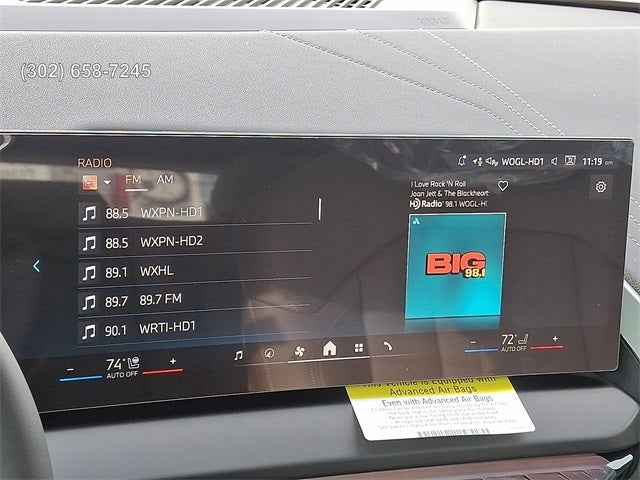 AIRBAG
(302) 658-7245
RADIO
WOGL-HD1 11:19 am
FM AM
I Love Rock 'N Roll
Joan Jett & The Blackheart
HD Radio 98.1 WOGL-H
88.5 WXPN-HD1
88.5 WXPN-HD2
89.1 WXHL
89.7 89.7 FM
90.1 WRTI-HD1
BIG
98.1
- 74° +
AUTO OFF
- 72° +
AUTO OFF
This Vehicle is Equipped with
Advanced Air Bags
Even with Advanced Air Bags